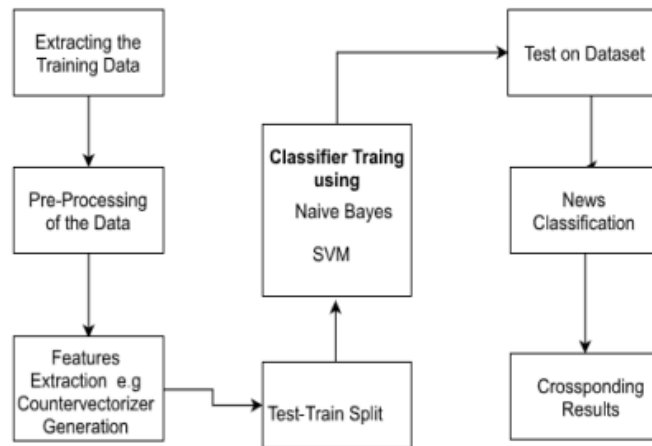 Extracting the
Training Data
Pre-Processing
of the Data
Features
Extraction e.g
Countervectorizer
Generation
Test-Train Split
Classifier Traing
using
Naive Bayes
SVM
Test on Dataset
News
Classification
Crossponding
Results